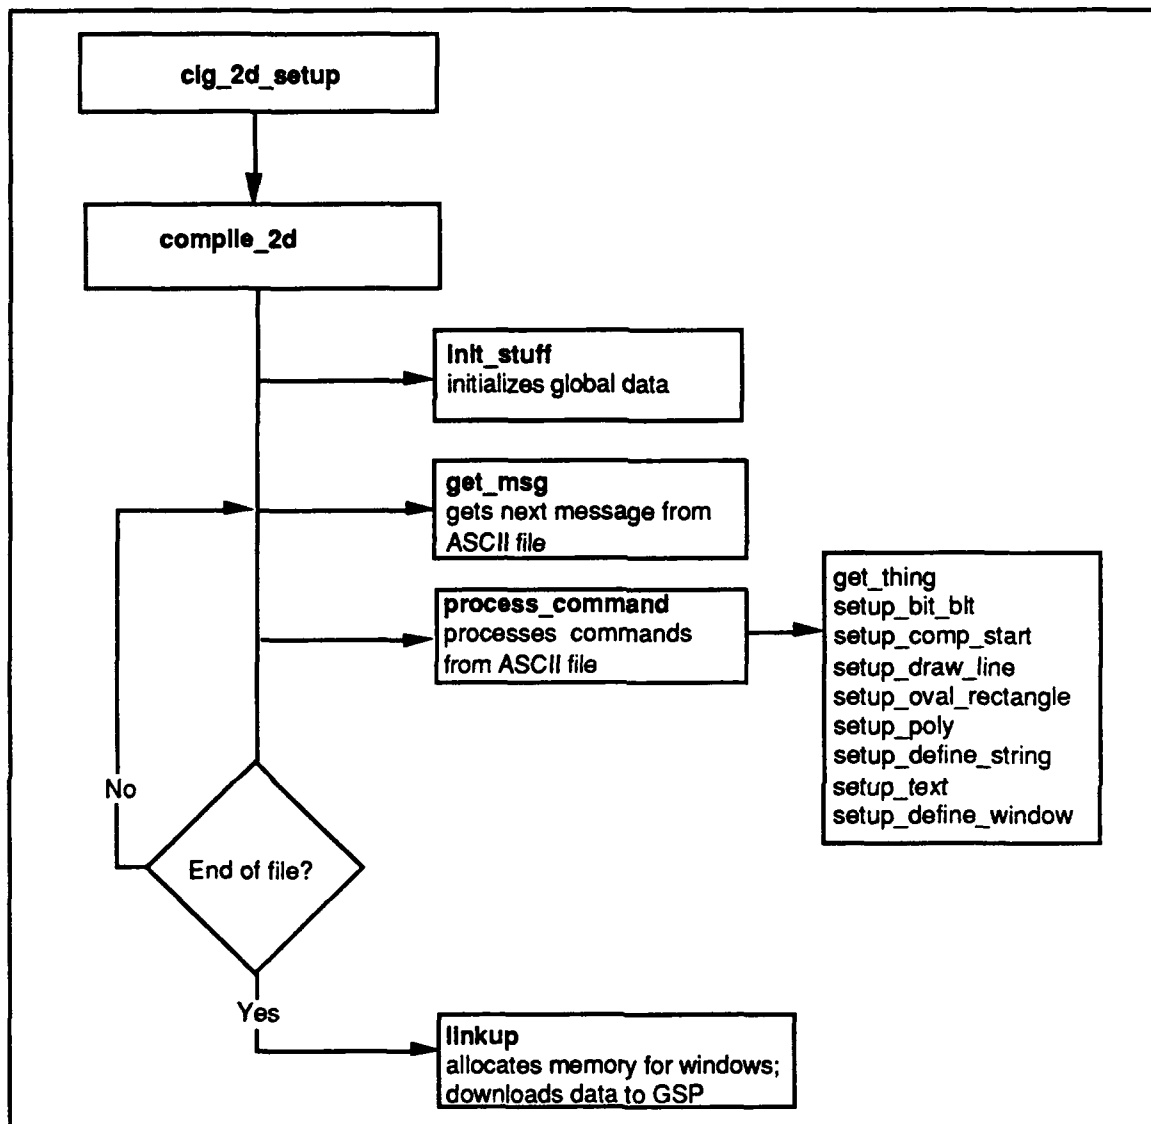 cig_2d_setup
compile_2d
init_stuff
initializes global data
get_msg
gets next message from
ASCII file
process_command
processes commands
from ASCII file
get_thing
setup_bit_blt
setup_comp_start
setup_draw_line
setup_oval_rectangle
setup_poly
setup_define_string
setup_text
setup_define_window
No
End of file?
Yes
linkup
allocates memory for windows;
downloads data to GSP